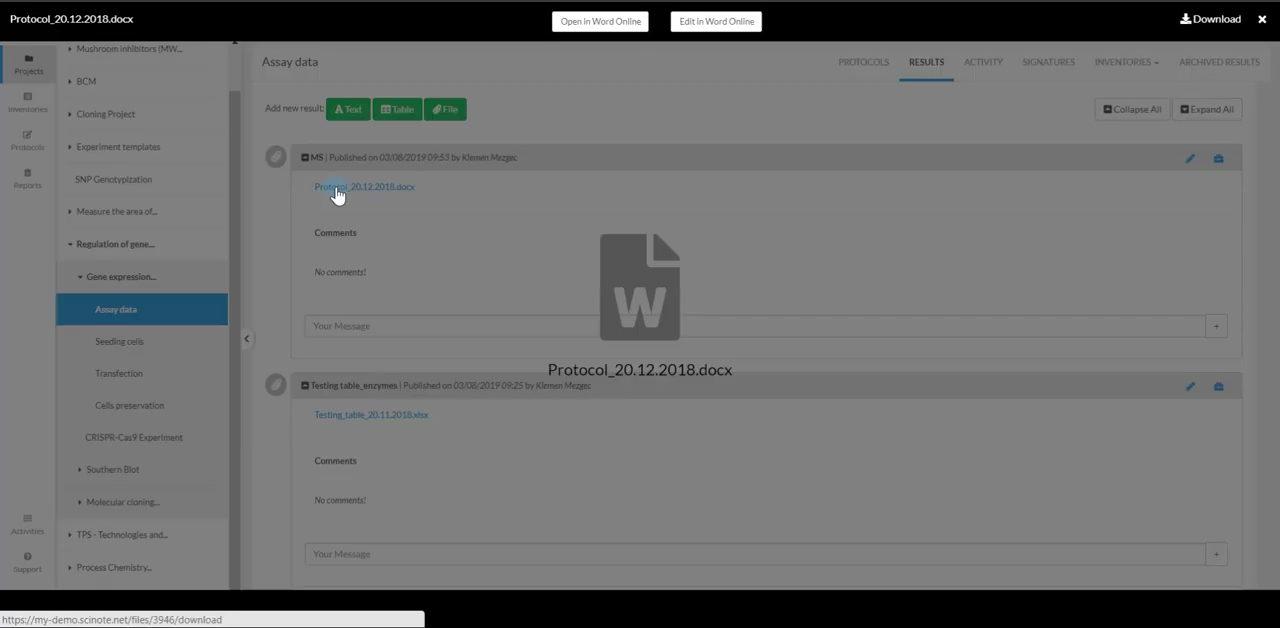 Protocol_20.12.2018.docx
Open in Word Online
Edit in Word Online
Download
Projects
Inventories
Protocols
Reports
Activities
Support
Mushroom inhibitors (MW...
BCM
Cloning Project
Experiment templates
SNP Genotypization
Measure the area of...
Regulation of gene...
Gene expression...
Assay data
Seeding cells
Transfection
Cells preservation
CRISPR-Cas9 Experiment
Southern Blot
Molecular cloning...
TPS - Technologies and...
Process Chemistry...
Assay data
PROTOCOLS
RESULTS
ACTIVITY
SIGNATURES
INVENTORIES
ARCHIVED RESULTS
Add new result:
A Text
Table
File
Collapse All
Expand All
MS | Published on 03/08/2019 09:53 by Klemen Mezgec
Protocol_20.12.2018.docx
Comments
No comments!
Your Message
+
W
Protocol_20.12.2018.docx
Testing table_enzymes | Published on 03/08/2019 09:25 by Klemen Mezgec
Testing_table_20.11.2018.xlsx
Comments
No comments!
Your Message
+
https://my-demo.scinote.net/files/3946/download